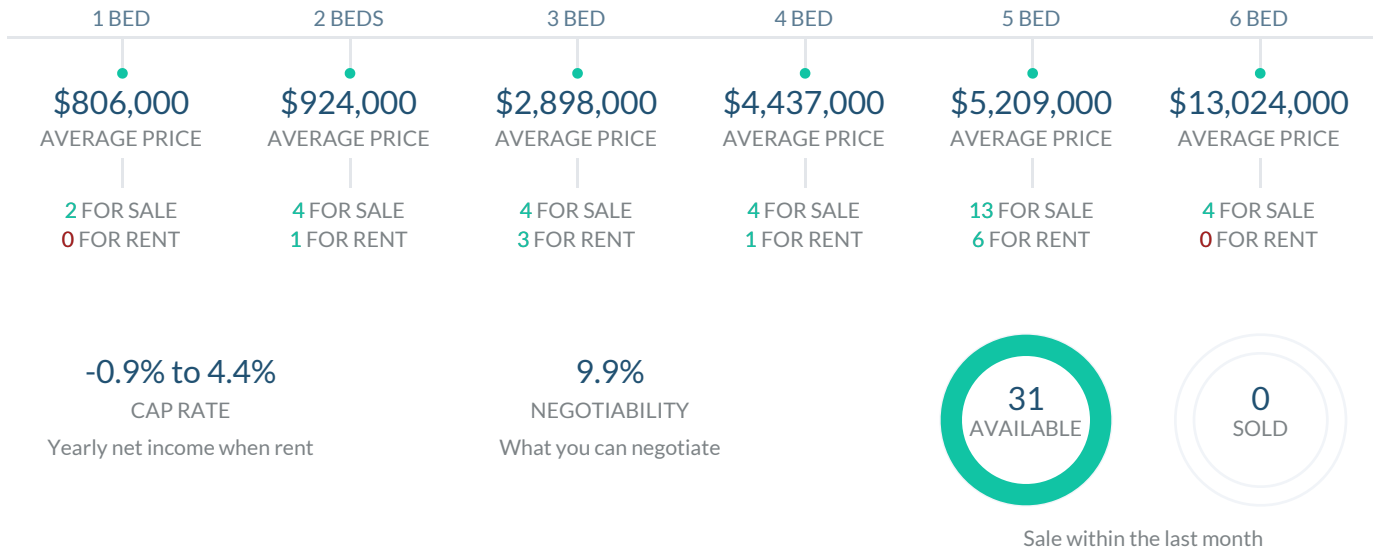 1 BED
2 BEDS
3 BED
4 BED
5 BED
6 BED
$806,000
$924,000
$2,898,000
$4,437,000
$5,209,000
$13,024,000
AVERAGE PRICE
AVERAGE PRICE
AVERAGE PRICE
AVERAGE PRICE
AVERAGE PRICE
AVERAGE PRICE
2 FOR SALE
4 FOR SALE
4 FOR SALE
4 FOR SALE
13 FOR SALE
4 FOR SALE
0 FOR RENT
1 FOR RENT
3 FOR RENT
1 FOR RENT
6 FOR RENT
0 FOR RENT
-0.9% to 4.4%
CAP RATE
Yearly net income when rent
9.9%
NEGOTIABILITY
What you can negotiate
31
AVAILABLE
0
SOLD
Sale within the last month